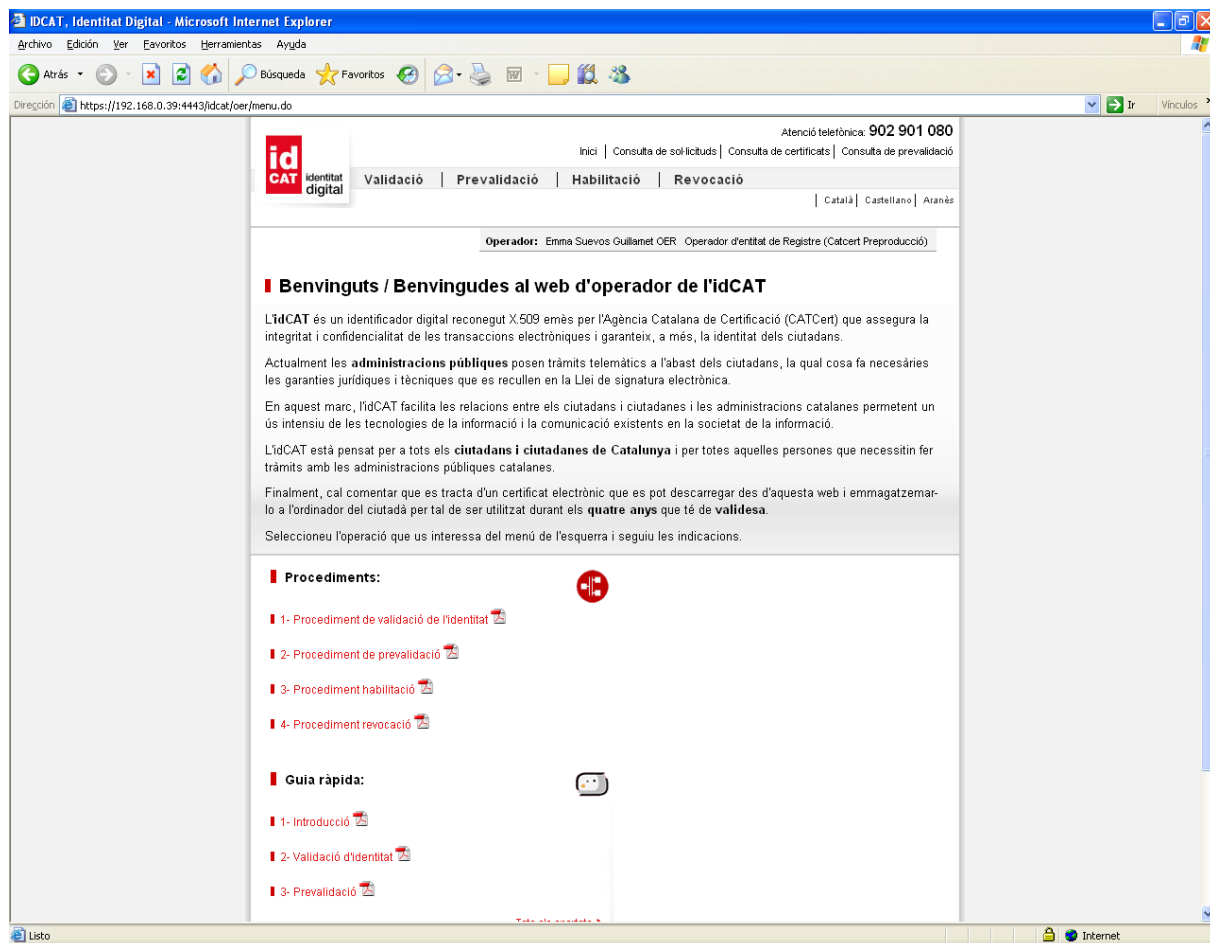 IDCAT, Identitat Digital - Microsoft Internet Explorer
Archivo Edición Ver Favoritos Herramientas Ayuda
Atrás Búsqueda Favoritos
Dirección https://192.168.0.39:4443/idcat/oer/menu.do Ir Vínculos
Atenció telefònica: 902 901 080
Inici | Consulta de sol·licituds | Consulta de certificats | Consulta de prevalidació
id
CAT identitat
digital
Validació | Prevalidació | Habilitació | Revocació
| Català | Castellano | Aranès
Operador: Emma Suevos Guillamet OER Operador d'entitat de Registre (Catcert Preproducció)
Benvinguts / Benvingudes al web d'operador de l'idCAT
L'idCAT és un identificador digital reconegut X.509 emès per l'Agència Catalana de Certificació (CATCert) que assegura la
integritat i confidencialitat de les transaccions electròniques i garanteix, a més, la identitat dels ciutadans.
Actualment les administracions públiques posen tràmits telemàtics a l'abast dels ciutadans, la qual cosa fa necesàries
les garanties jurídiques i tècniques que es recullen en la Llei de signatura electrònica.
En aquest marc, l'idCAT facilita les relacions entre els ciutadans i ciutadanes i les administracions catalanes permetent un
ús intensiu de les tecnologies de la informació i la comunicació existents en la societat de la informació.
L'idCAT està pensat per a tots els ciutadans i ciutadanes de Catalunya i per totes aquelles persones que necessitin fer
tràmits amb les administracions públiques catalanes.
Finalment, cal comentar que es tracta d'un certificat electrònic que es pot descarregar des d'aquesta web i emmagatzemar-
lo a l'ordinador del ciutadà per tal de ser utilitzat durant els quatre anys que té de validesa.
Seleccioneu l'operació que us interessa del menú de l'esquerra i seguiu les indicacions.
Procediments:
1- Procediment de validació de l'identitat
2- Procediment de prevalidació
3- Procediment habilitació
4- Procediment revocació
Guia ràpida:
1- Introducció
2- Validació d'identitat
3- Prevalidació
Listo Internet